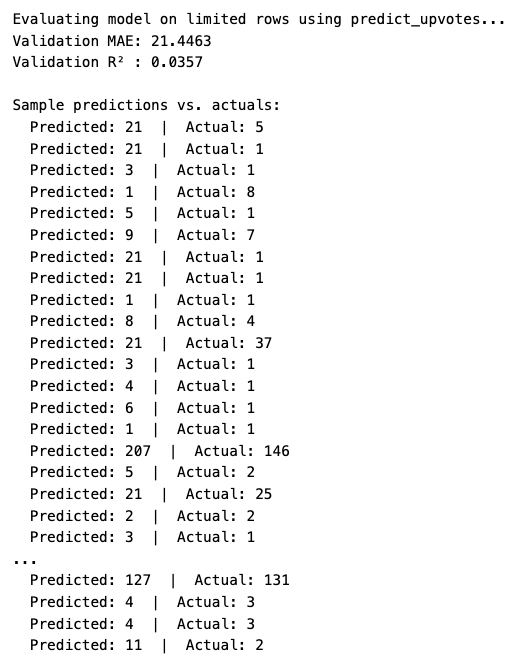 Evaluating model on limited rows using predict_upvotes...
Validation MAE: 21.4463
Validation R² : 0.0357
Sample predictions vs. actuals:
Predicted: 21 | Actual: 5
Predicted: 21 | Actual: 1
Predicted: 3 | Actual: 1
Predicted: 1 | Actual: 8
Predicted: 5 | Actual: 1
Predicted: 9 | Actual: 7
Predicted: 21 | Actual: 1
Predicted: 21 | Actual: 1
Predicted: 1 | Actual: 1
Predicted: 8 | Actual: 4
Predicted: 21 | Actual: 37
Predicted: 3 | Actual: 1
Predicted: 4 | Actual: 1
Predicted: 6 | Actual: 1
Predicted: 1 | Actual: 1
Predicted: 207 | Actual: 146
Predicted: 5 | Actual: 2
Predicted: 21 | Actual: 25
Predicted: 2 | Actual: 2
Predicted: 3 | Actual: 1
...
Predicted: 127 | Actual: 131
Predicted: 4 | Actual: 3
Predicted: 4 | Actual: 3
Predicted: 11 | Actual: 2